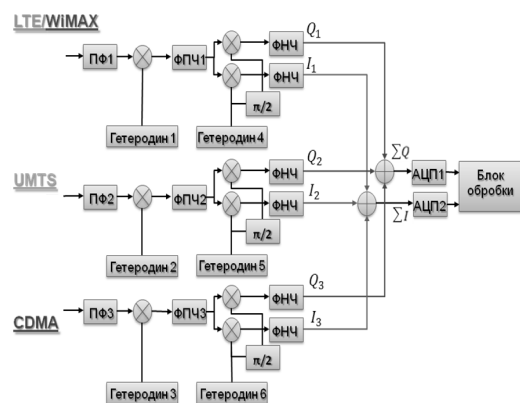 LTE/WiMAX
ПФ1
ФПЧ1
ФНЧ
Q1
ФНЧ
I1
π/2
Гетеродин 1
Гетеродин 4
∑Q
АЦП1
Блок
обробки
UMTS
ПФ2
ФПЧ2
ФНЧ
Q2
ФНЧ
I2
АЦП2
∑I
π/2
Гетеродин 2
Гетеродин 5
CDMA
ПФ3
ФПЧ3
ФНЧ
Q3
ФНЧ
I3
π/2
Гетеродин 3
Гетеродин 6